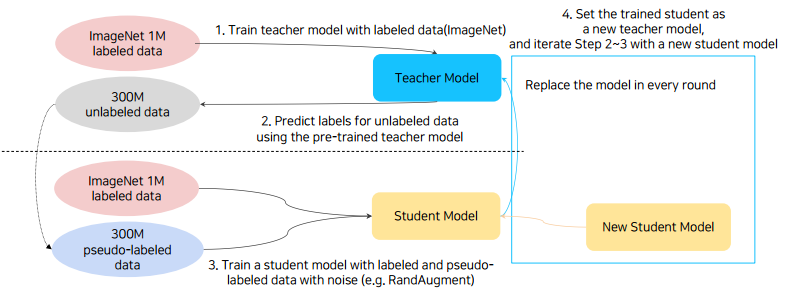 ImageNet 1M
labeled data
1. Train teacher model with labeled data(ImageNet)
4. Set the trained student as
a new teacher model,
and iterate Step 2~3 with a new student model
Teacher Model
Replace the model in every round
300M
unlabeled data
2. Predict labels for unlabeled data
using the pre-trained teacher model
ImageNet 1M
labeled data
Student Model
New Student Model
300M
pseudo-labeled
data
3. Train a student model with labeled and pseudo-
labeled data with noise (e.g. RandAugment)